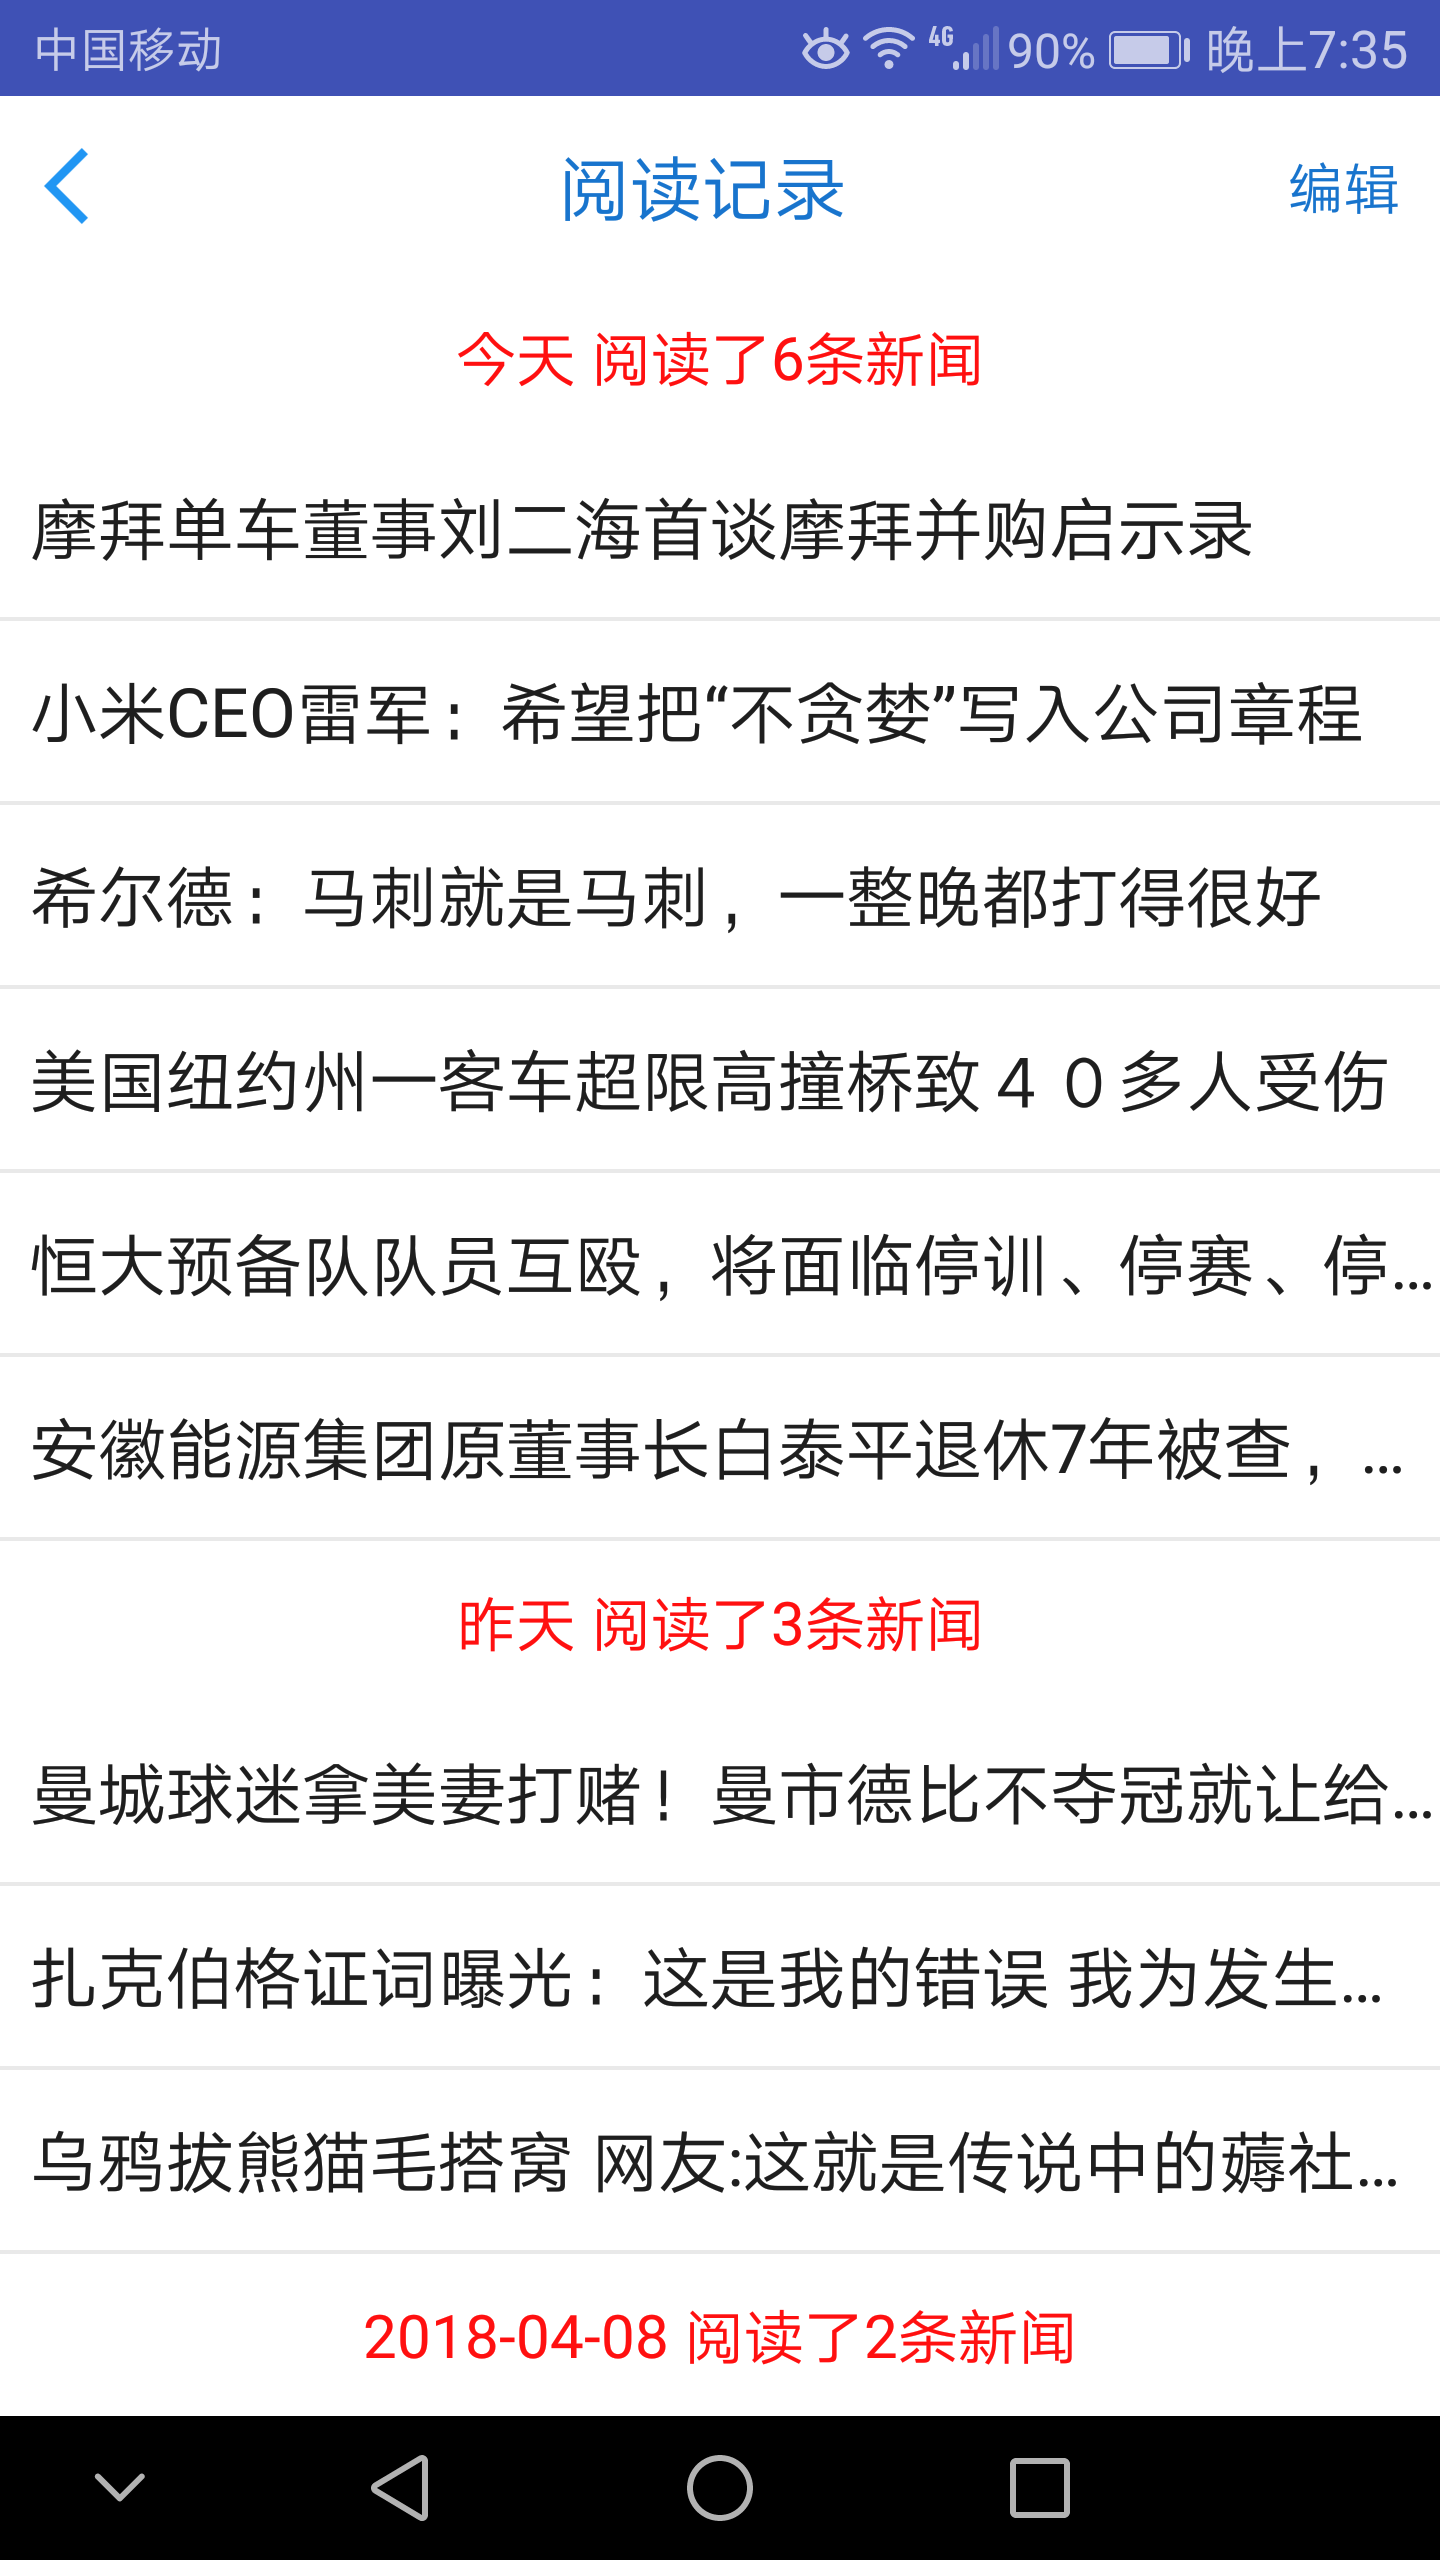 中国移动 4G 90% 晚上7:35
阅读记录 编辑
今天 阅读了6条新闻
摩拜单车董事刘二海首谈摩拜并购启示录
小米CEO雷军：希望把“不贪婪”写入公司章程
希尔德：马刺就是马刺，一整晚都打得很好
美国纽约州一客车超限高撞桥致４０多人受伤
恒大预备队队员互殴，将面临停训、停赛、停...
安徽能源集团原董事长白泰平退休7年被查，...
昨天 阅读了3条新闻
曼城球迷拿美妻打赌！曼市德比不夺冠就让给...
扎克伯格证词曝光：这是我的错误 我为发生...
乌鸦拔熊猫毛搭窝 网友:这就是传说中的薅社...
2018-04-08 阅读了2条新闻